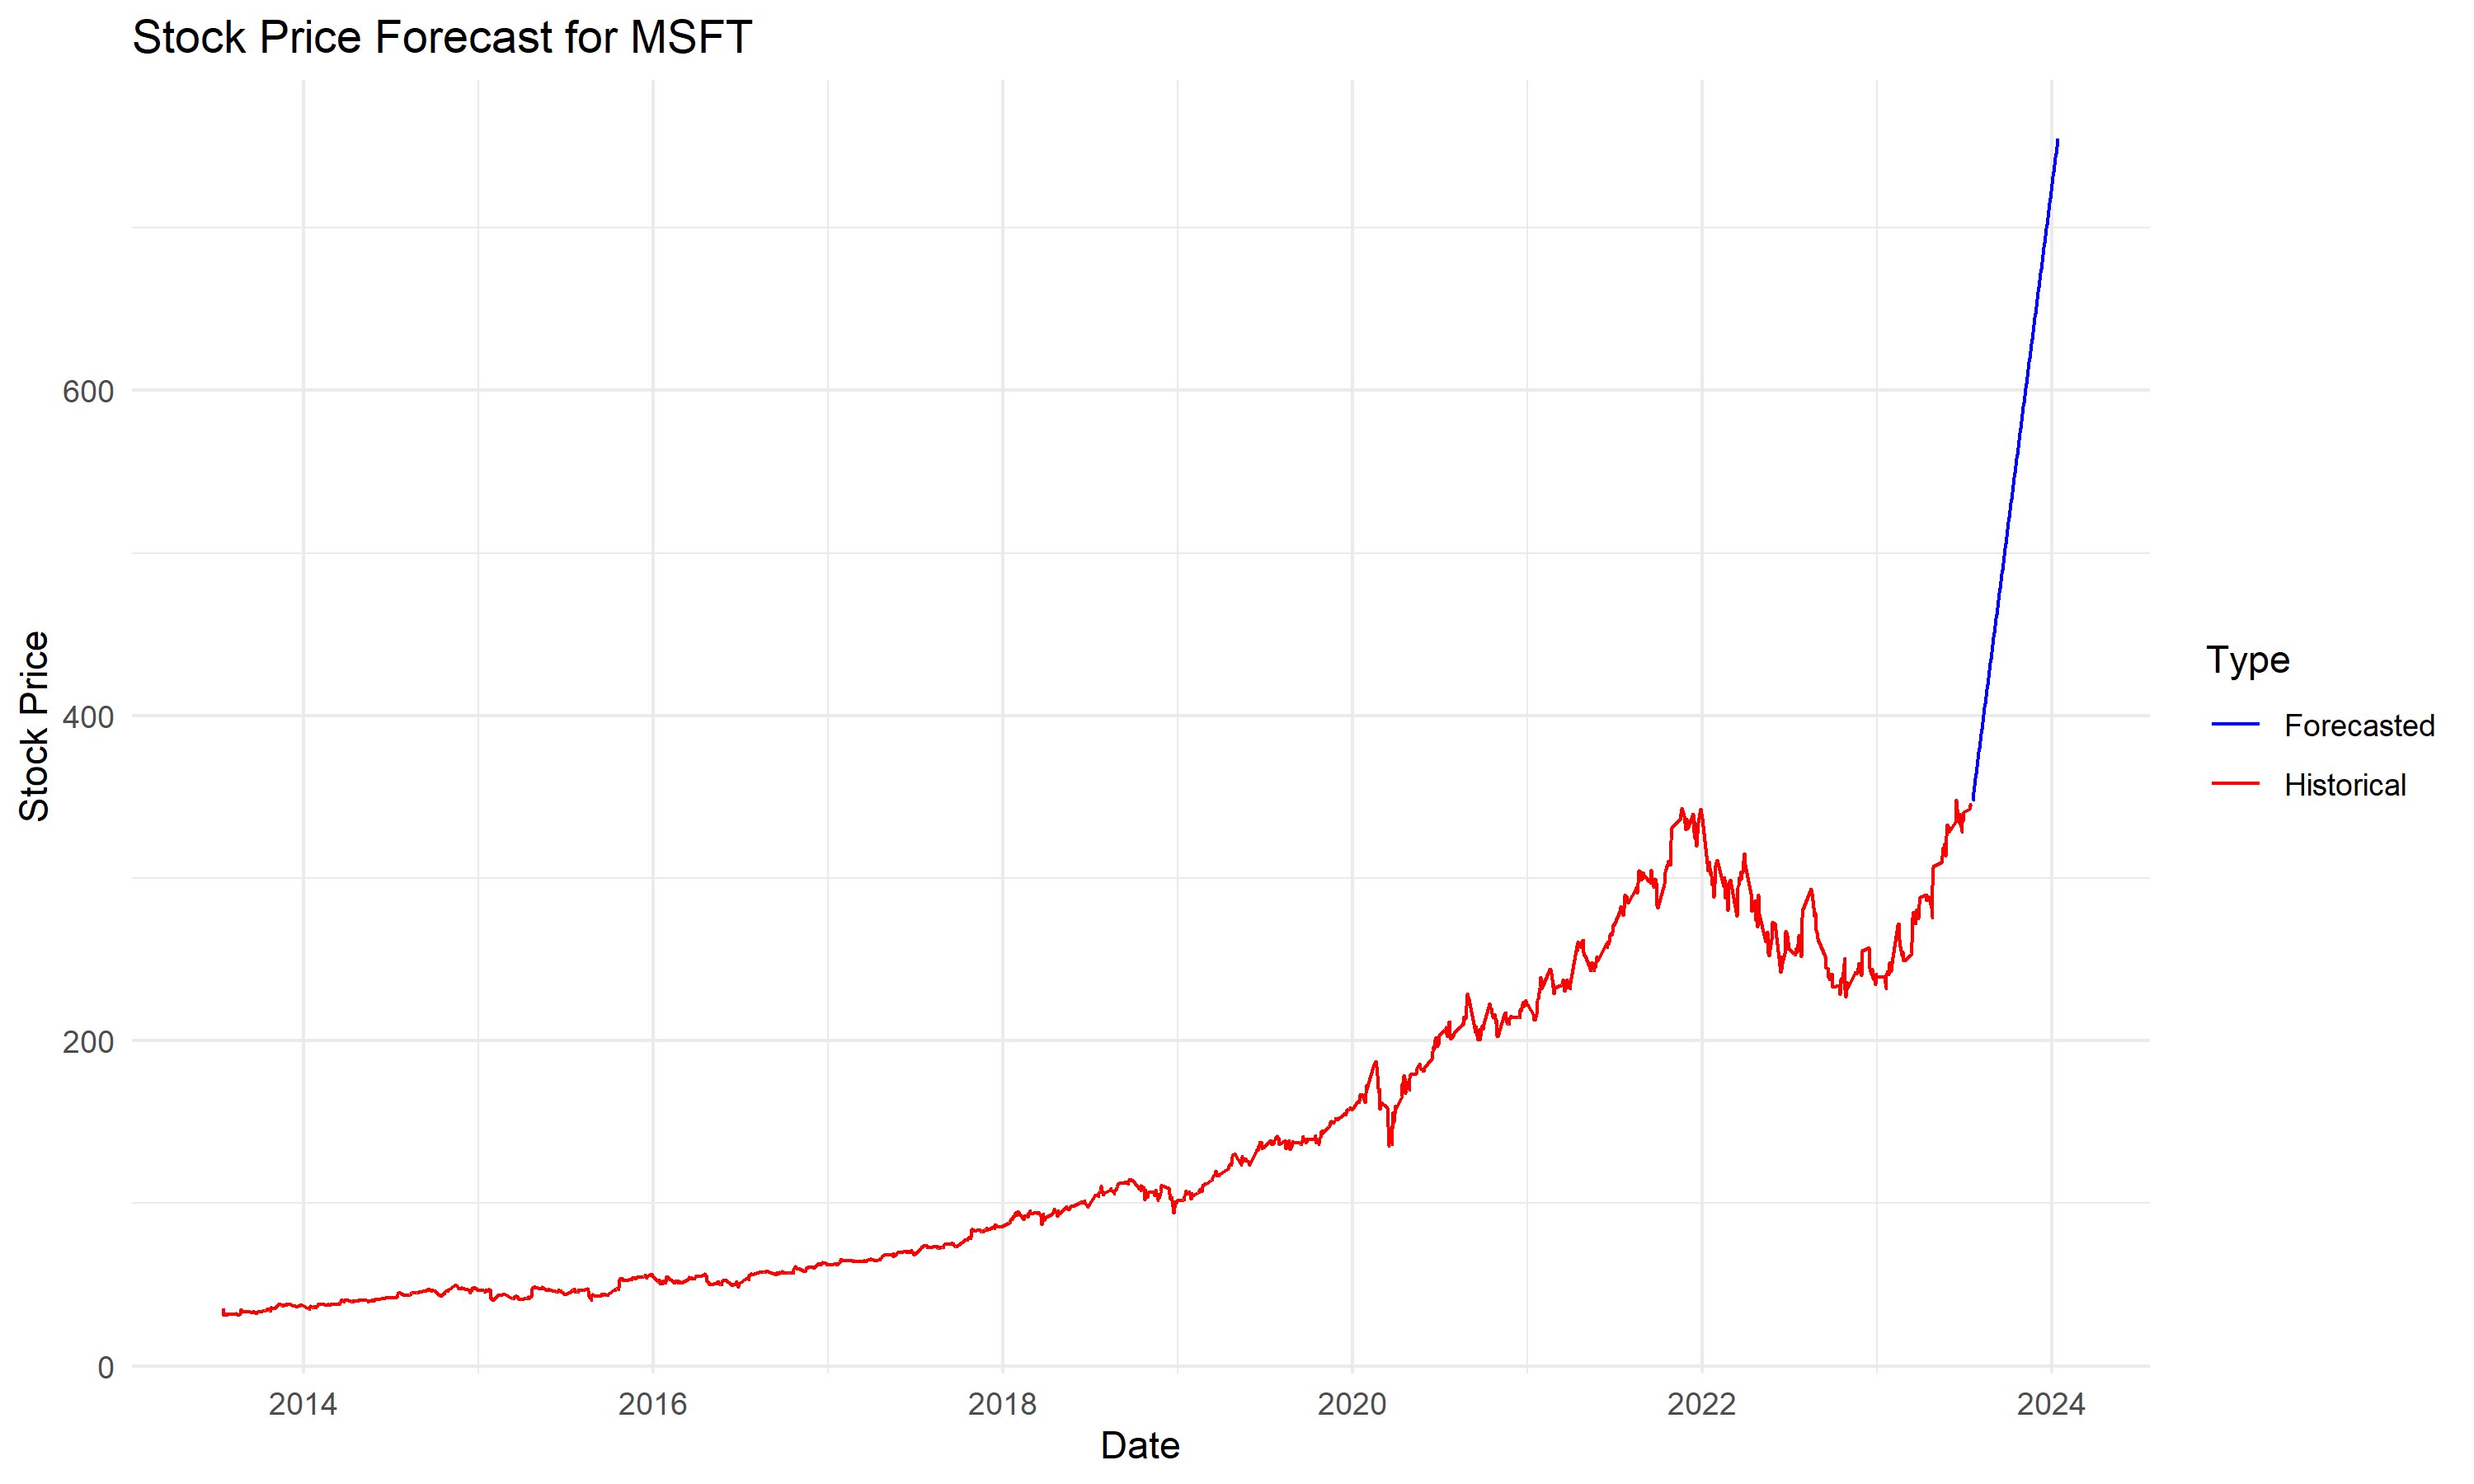 Stock Price Forecast for MSFT
Stock Price
600
400
200
0
2014 2016 2018 2020 2022 2024
Date
Type
Forecasted
Historical